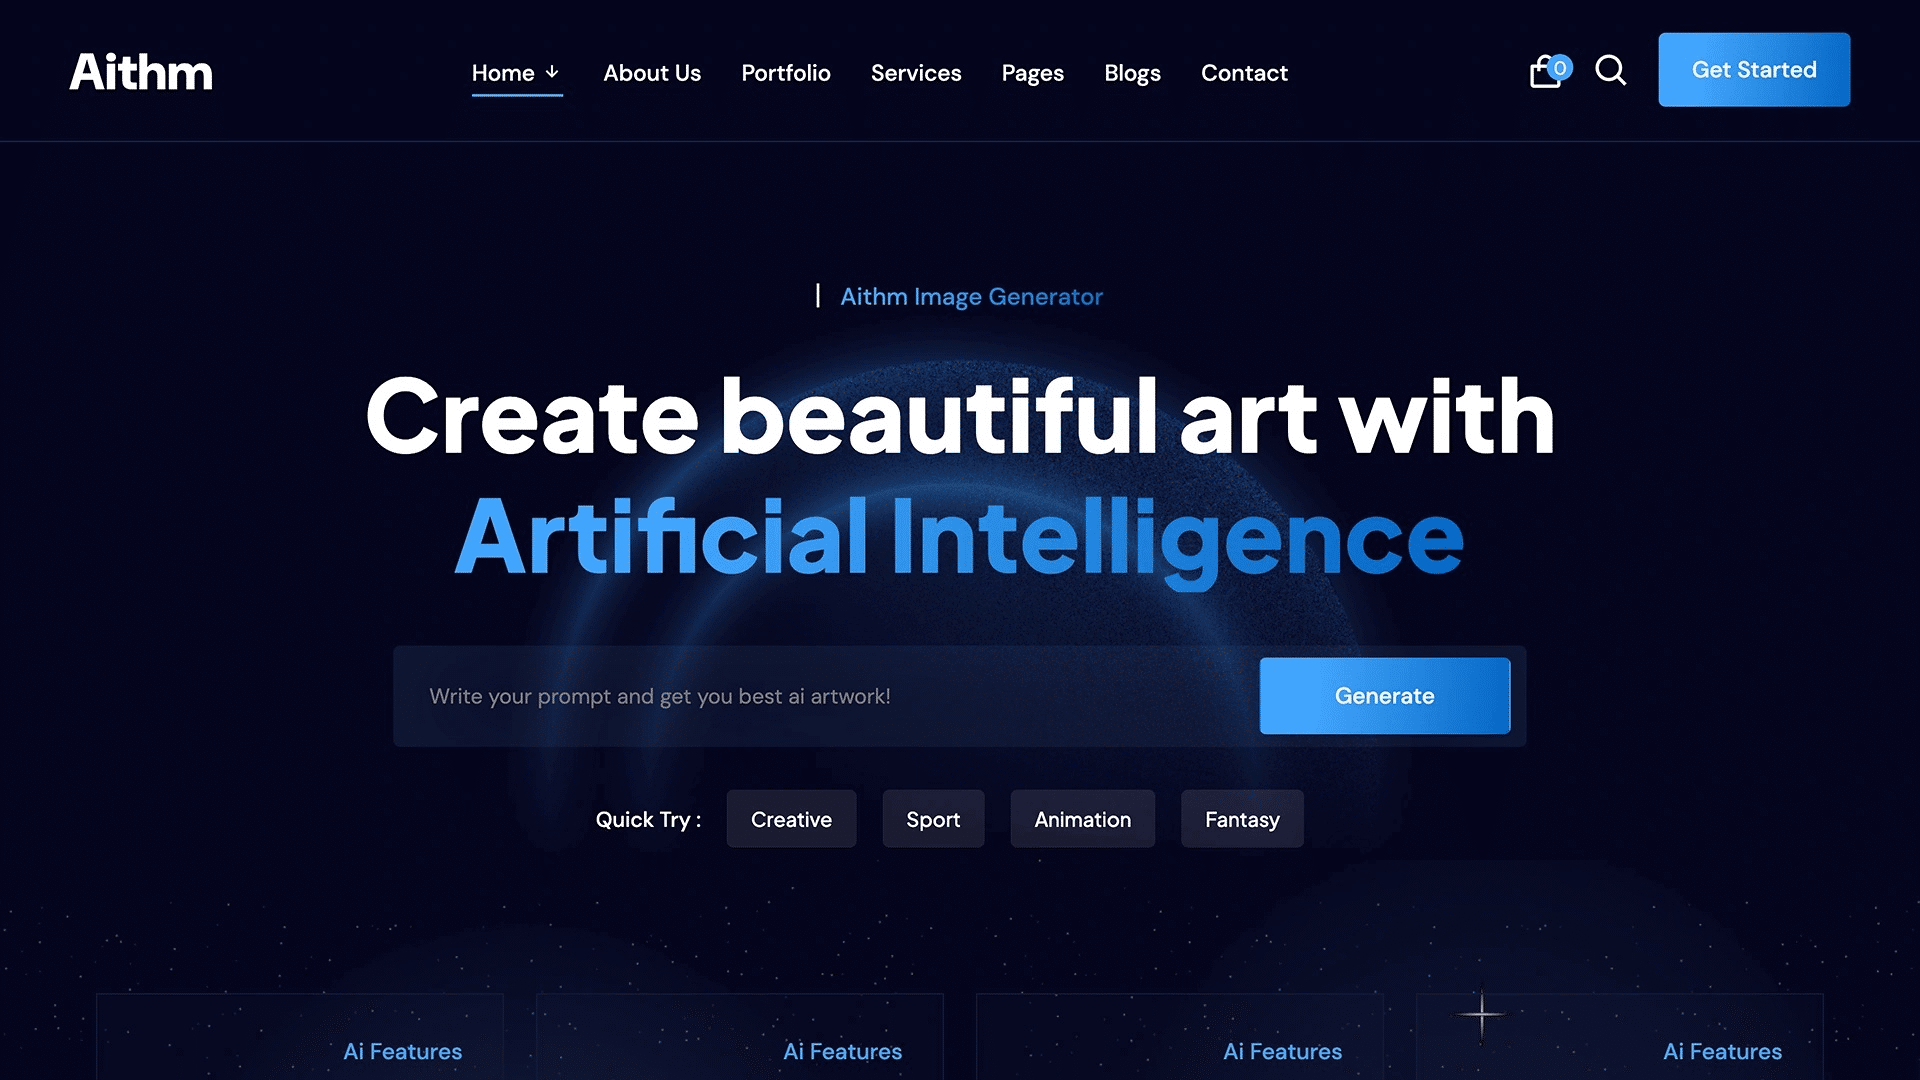 Aithm
Home ↓
About Us
Portfolio
Services
Pages
Blogs
Contact
0
Get Started
Aithm Image Generator
Create beautiful art with
Artificial Intelligence
Write your prompt and get you best ai artwork!
Generate
Quick Try :
Creative
Sport
Animation
Fantasy
Ai Features
Ai Features
Ai Features
Ai Features